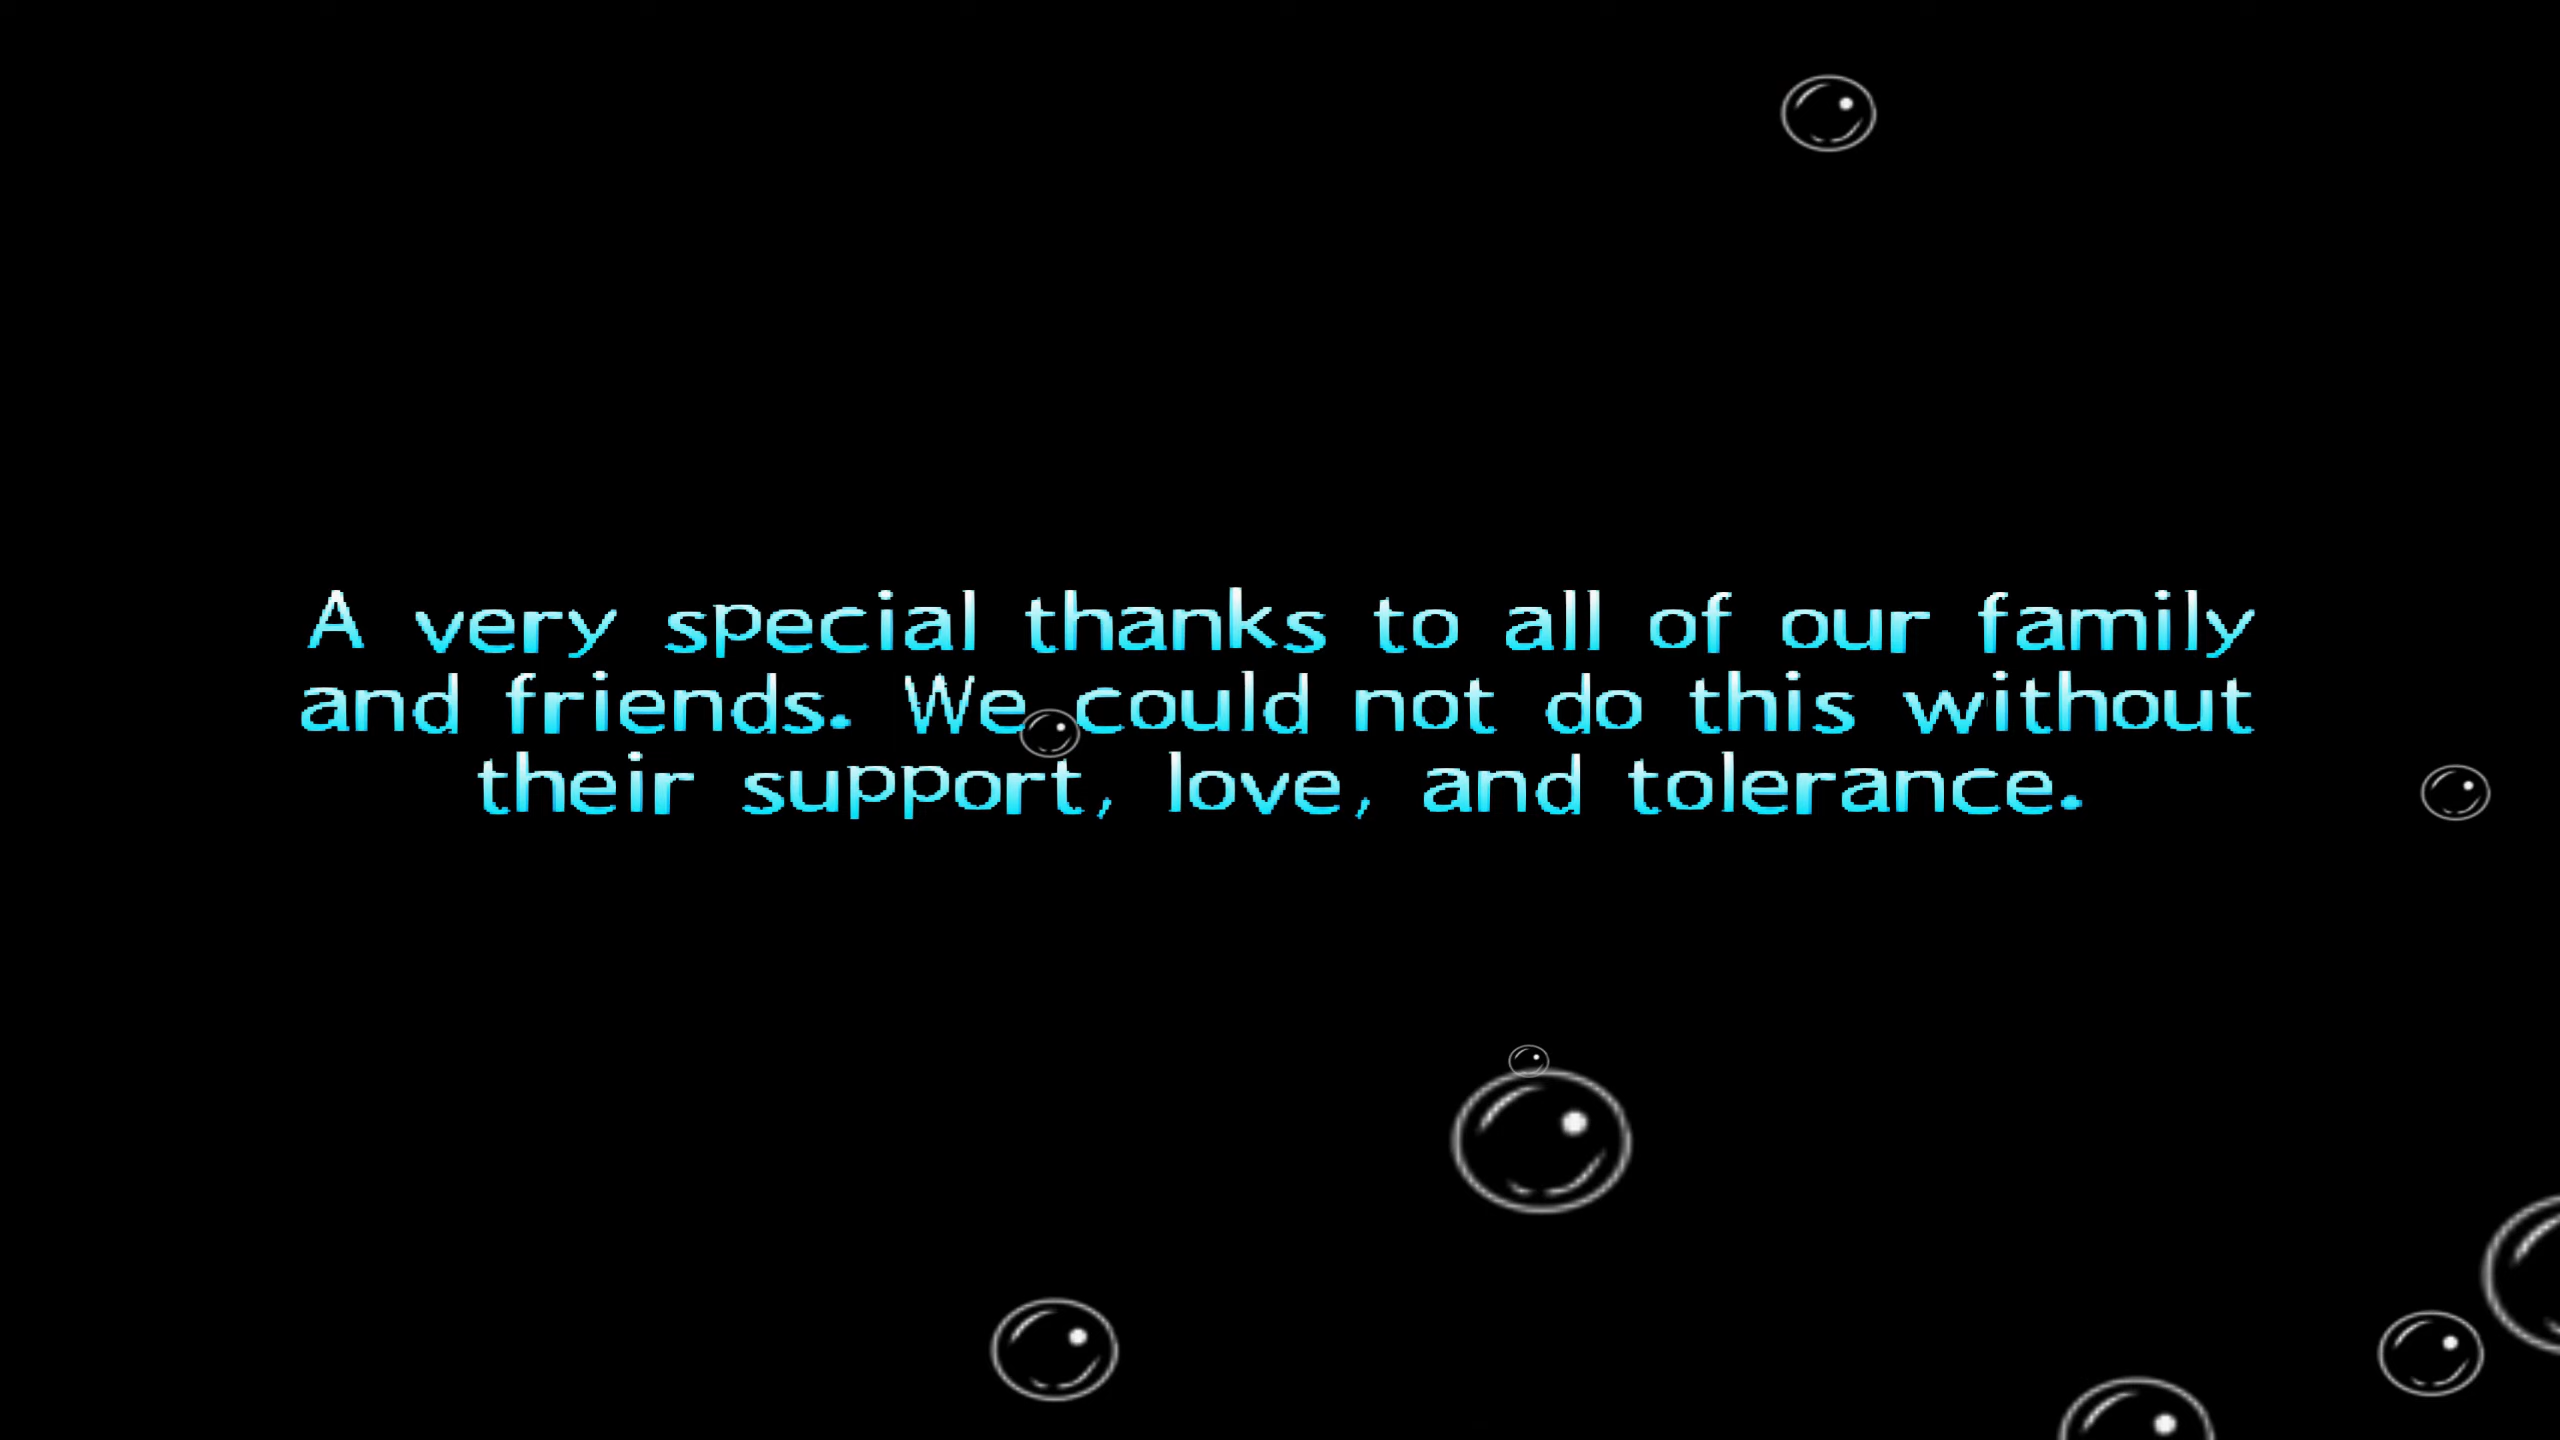 A very special thanks to all of our family
and friends. We could not do this without
their support, love, and tolerance.